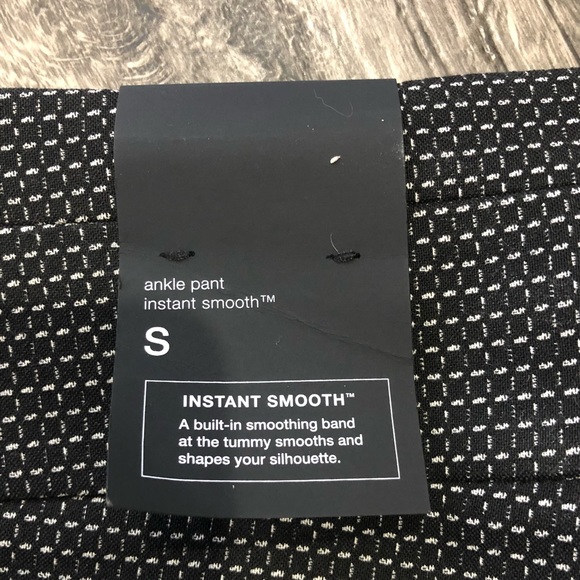 ankle pant
instant smooth™
S
INSTANT SMOOTH™
A built-in smoothing band
at the tummy smooths and
shapes your silhouette.